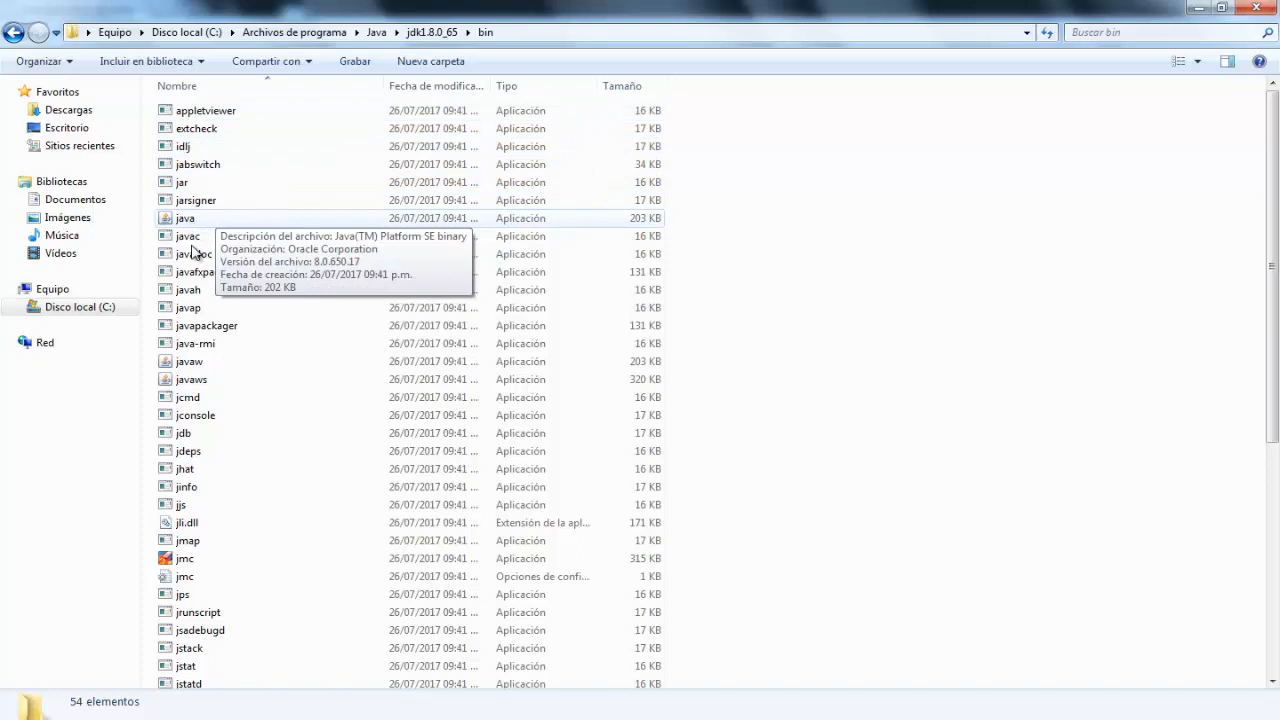 Equipo Disco local (C:) Archivos de programa Java jdk1.8.0_65 bin
Buscar bin
Organizar Incluir en biblioteca Compartir con Grabar Nueva carpeta
Favoritos
Descargas
Escritorio
Sitios recientes
Bibliotecas
Documentos
Imágenes
Música
Vídeos
Equipo
Disco local (C:)
Red
Nombre Fecha de modifica... Tipo Tamaño
appletviewer 26/07/2017 09:41 ... Aplicación 16 KB
extcheck 26/07/2017 09:41 ... Aplicación 17 KB
idlj 26/07/2017 09:41 ... Aplicación 17 KB
jabswitch 26/07/2017 09:41 ... Aplicación 34 KB
jar 26/07/2017 09:41 ... Aplicación 16 KB
jarsigner 26/07/2017 09:41 ... Aplicación 17 KB
java 26/07/2017 09:41 ... Aplicación 203 KB
javac Aplicación 16 KB
Aplicación 16 KB
javafxpa Aplicación 131 KB
javah Aplicación 16 KB
Descripción del archivo: Java(TM) Platform SE binary
Organización: Oracle Corporation
Versión del archivo: 8.0.650.17
Fecha de creación: 26/07/2017 09:41 p.m.
Tamaño: 202 KB
javap 26/07/2017 09:41 ... Aplicación 16 KB
javapackager 26/07/2017 09:41 ... Aplicación 131 KB
java-rmi 26/07/2017 09:41 ... Aplicación 16 KB
javaw 26/07/2017 09:41 ... Aplicación 203 KB
javaws 26/07/2017 09:41 ... Aplicación 320 KB
jcmd 26/07/2017 09:41 ... Aplicación 16 KB
jconsole 26/07/2017 09:41 ... Aplicación 17 KB
jdb 26/07/2017 09:41 ... Aplicación 17 KB
jdeps 26/07/2017 09:41 ... Aplicación 16 KB
jhat 26/07/2017 09:41 ... Aplicación 16 KB
jinfo 26/07/2017 09:41 ... Aplicación 17 KB
jjs 26/07/2017 09:41 ... Aplicación 16 KB
jli.dll 26/07/2017 09:41 ... Extensión de la apl... 171 KB
jmap 26/07/2017 09:41 ... Aplicación 17 KB
jmc 26/07/2017 09:41 ... Aplicación 315 KB
jmc 26/07/2017 09:41 ... Opciones de confi... 1 KB
jps 26/07/2017 09:41 ... Aplicación 16 KB
jrunscript 26/07/2017 09:41 ... Aplicación 17 KB
jsadebugd 26/07/2017 09:41 ... Aplicación 17 KB
jstack 26/07/2017 09:41 ... Aplicación 17 KB
jstat 26/07/2017 09:41 ... Aplicación 16 KB
jstatd 26/07/2017 09:41 ... Aplicación 16 KB
54 elementos